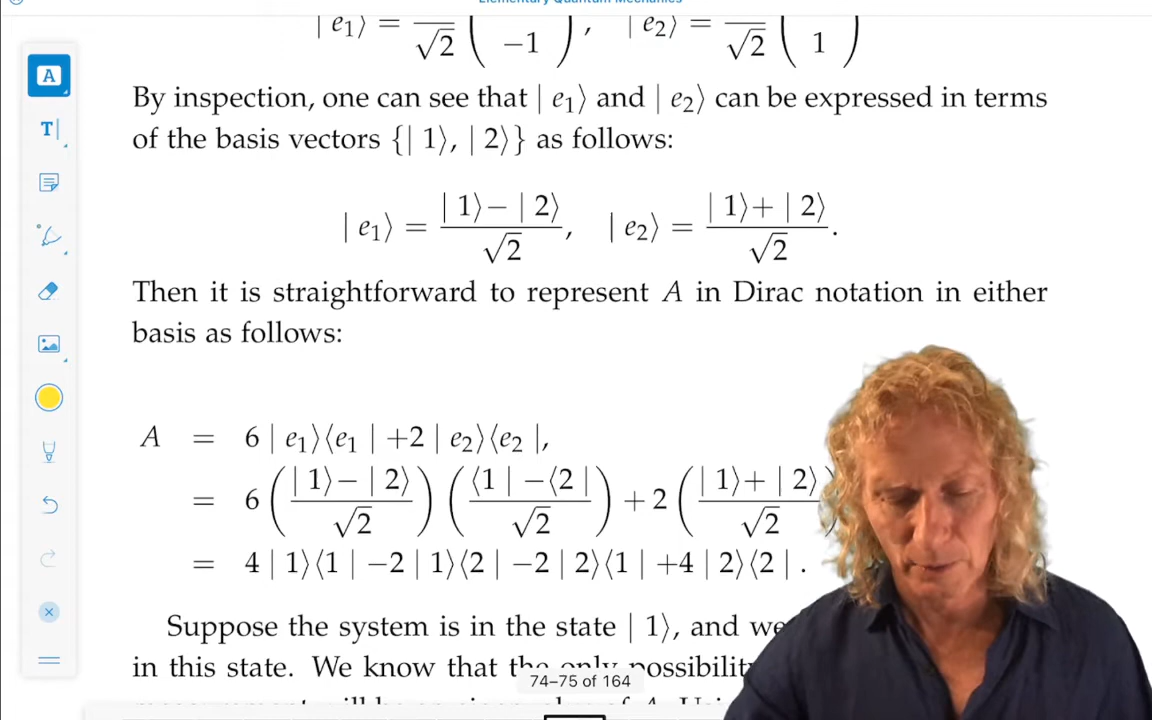 Elementary Quantum Mechanics
| e₁⟩ = 1/√2 ( −1 ), | e₂⟩ = 1/√2 ( 1 )
By inspection, one can see that | e₁⟩ and | e₂⟩ can be expressed in terms
of the basis vectors {| 1⟩, | 2⟩} as follows:
| e₁⟩ = (| 1⟩− | 2⟩)/√2, | e₂⟩ = (| 1⟩+ | 2⟩)/√2.
Then it is straightforward to represent A in Dirac notation in either
basis as follows:
A = 6 | e₁⟩⟨e₁ | +2 | e₂⟩⟨e₂ |,
= 6 ((| 1⟩− | 2⟩)/√2) ((⟨1 | −⟨2 |)/√2) + 2 ((| 1⟩+ | 2⟩)/√2)
= 4 | 1⟩⟨1 | −2 | 1⟩⟨2 | −2 | 2⟩⟨1 | +4 | 2⟩⟨2 | .
Suppose the system is in the state | 1⟩, and we
in this state. We know that the only possibilit
74–75 of 164